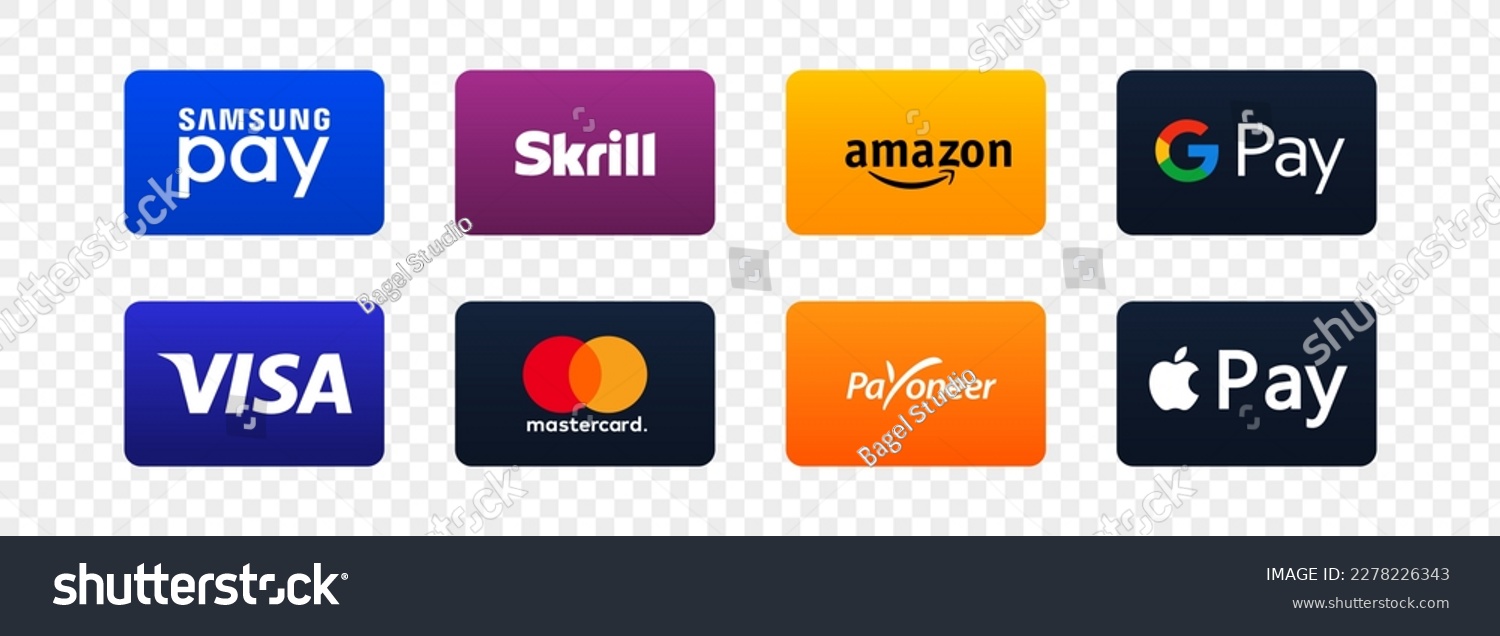 SAMSUNG
pay
Skrill
amazon
G Pay
shutterstock
Bagel Studio
shutterstock
VISA
mastercard.
Payoneer
Bagel Studio
Pay
shutterstock
shutterstock
shutterstock
shutterstock
shutterstock
IMAGE ID: 2278226343
www.shutterstock.com